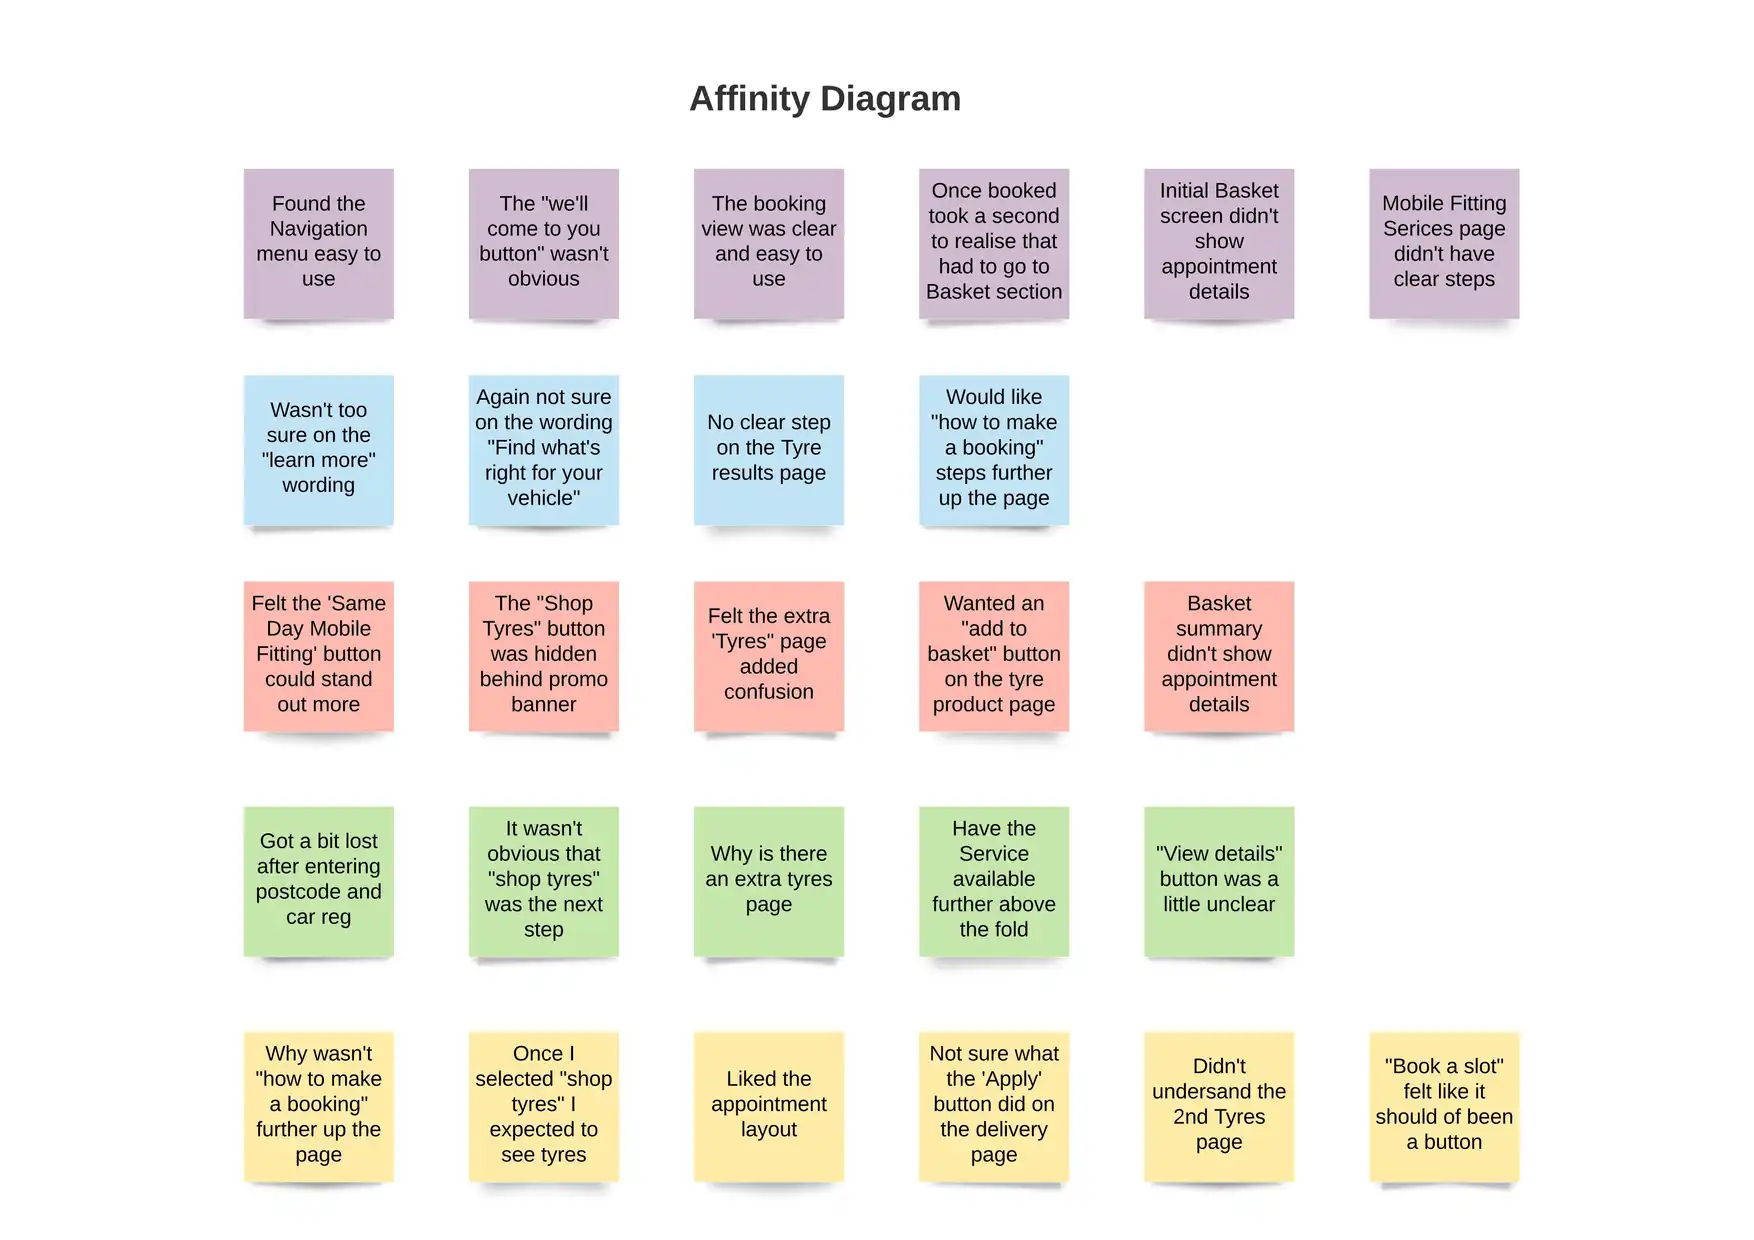 Affinity Diagram
Found the
Navigation
menu easy to
use
The "we'll
come to you
button" wasn't
obvious
The booking
view was clear
and easy to
use
Once booked
took a second
to realise that
had to go to
Basket section
Initial Basket
screen didn't
show
appointment
details
Mobile Fitting
Serices page
didn't have
clear steps
Wasn't too
sure on the
"learn more"
wording
Again not sure
on the wording
"Find what's
right for your
vehicle"
No clear step
on the Tyre
results page
Would like
"how to make
a booking"
steps further
up the page
Felt the 'Same
Day Mobile
Fitting' button
could stand
out more
The "Shop
Tyres" button
was hidden
behind promo
banner
Felt the extra
'Tyres" page
added
confusion
Wanted an
"add to
basket" button
on the tyre
product page
Basket
summary
didn't show
appointment
details
Got a bit lost
after entering
postcode and
car reg
It wasn't
obvious that
"shop tyres"
was the next
step
Why is there
an extra tyres
page
Have the
Service
available
further above
the fold
"View details"
button was a
little unclear
Why wasn't
"how to make
a booking"
further up the
page
Once I
selected "shop
tyres" I
expected to
see tyres
Liked the
appointment
layout
Not sure what
the 'Apply'
button did on
the delivery
page
Didn't
undersand the
2nd Tyres
page
"Book a slot"
felt like it
should of been
a button